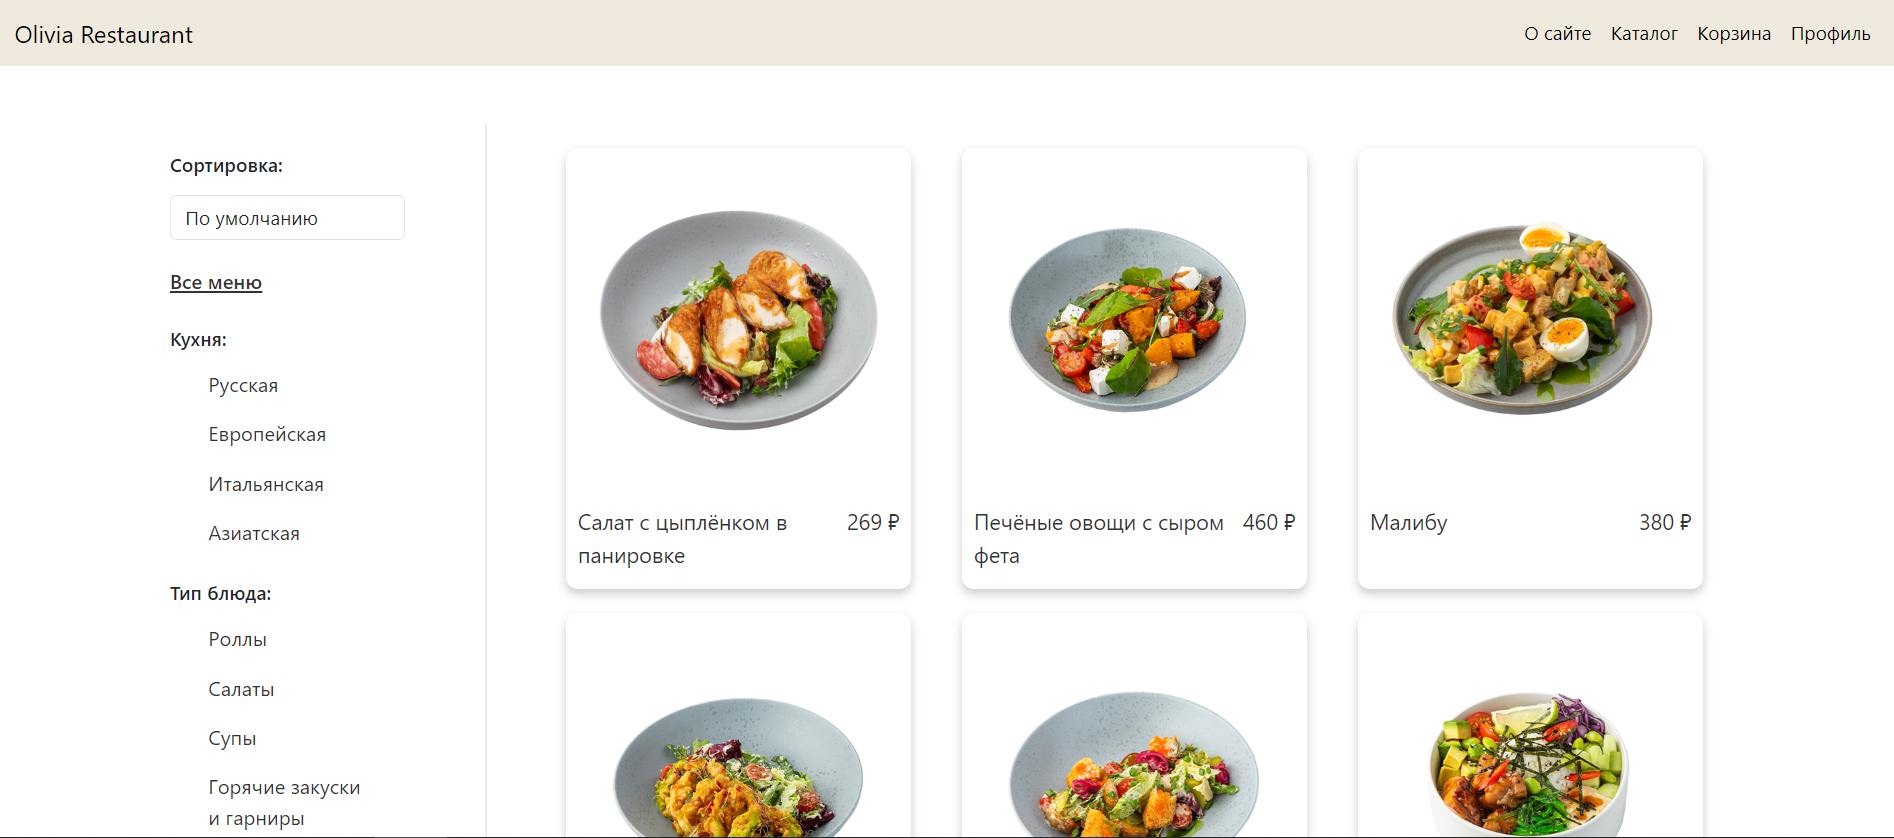 Olivia Restaurant
О сайте Каталог Корзина Профиль
Сортировка:
По умолчанию
Все меню
Кухня:
Русская
Европейская
Итальянская
Азиатская
Тип блюда:
Роллы
Салаты
Супы
Горячие закуски
и гарниры
Салат с цыплёнком в 269 ₽
панировке
Печёные овощи с сыром 460 ₽
фета
Малибу 380 ₽